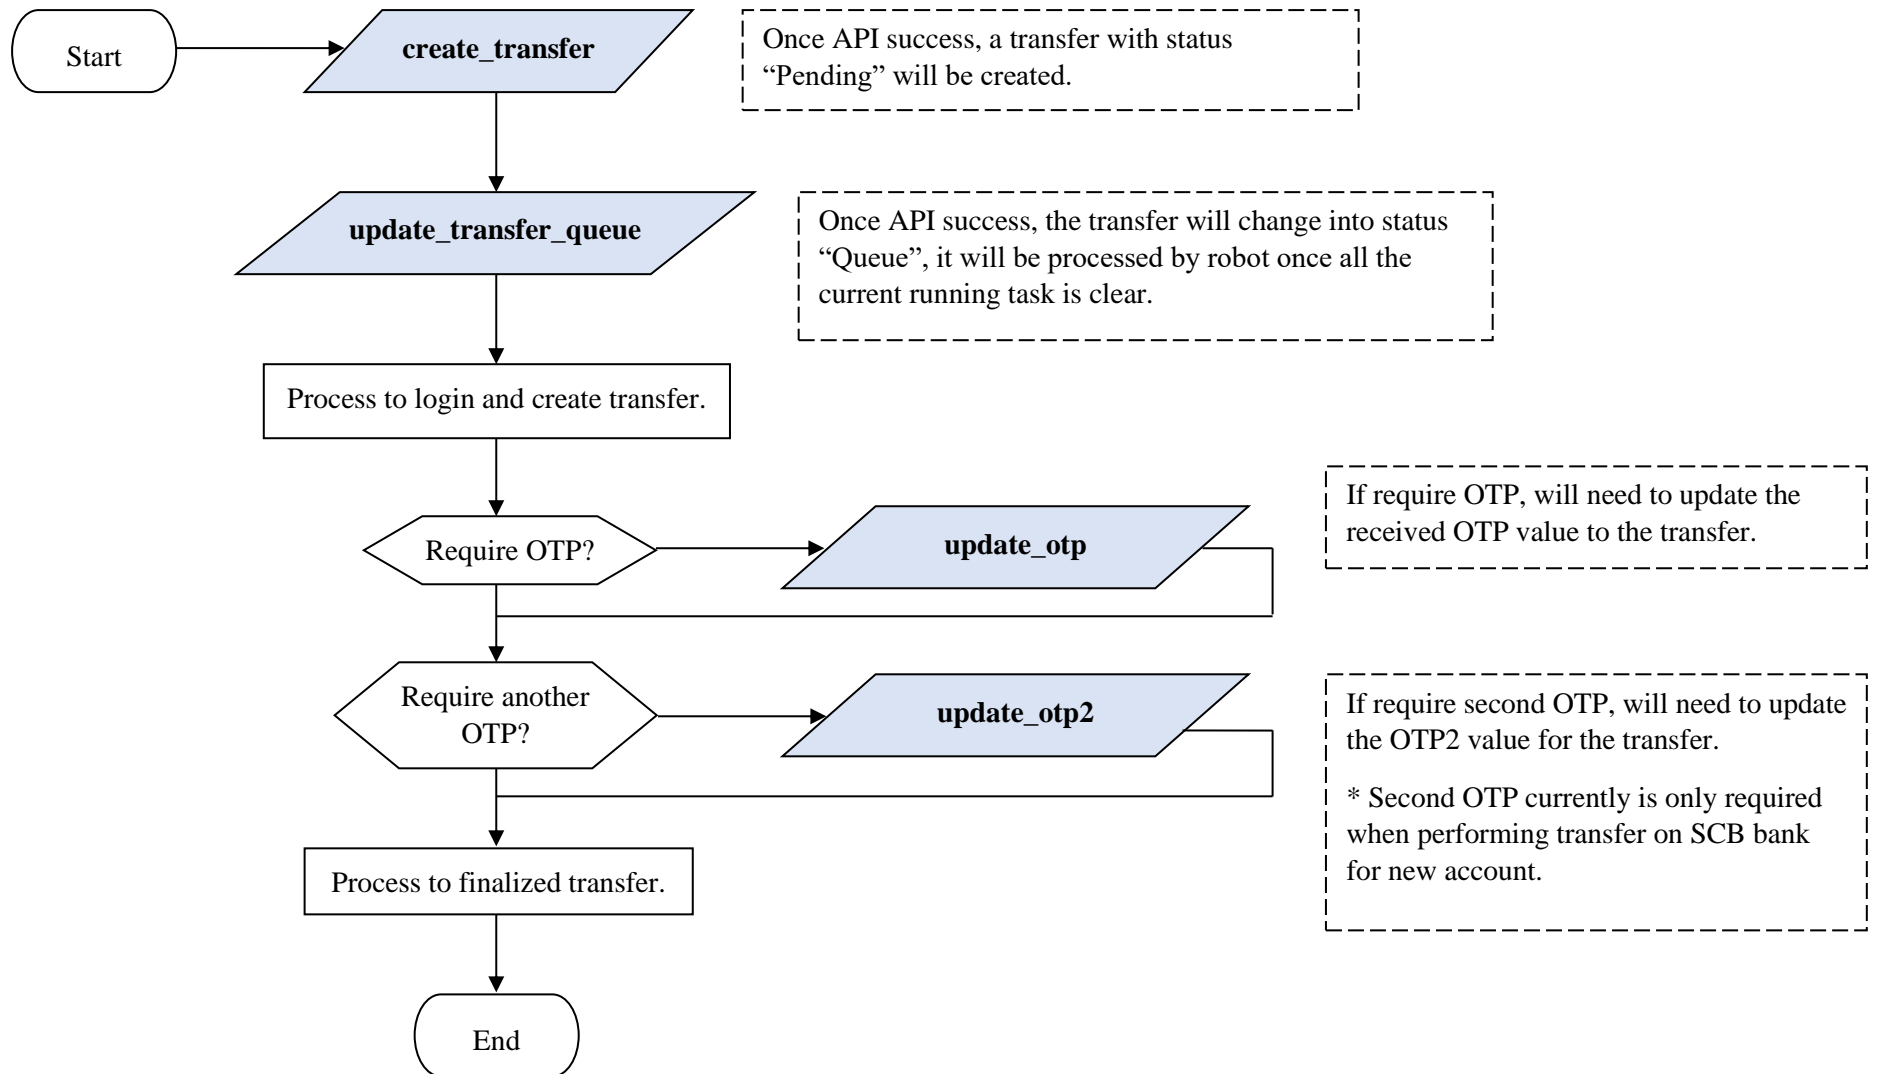 Start
create_transfer
Once API success, a transfer with status
“Pending” will be created.
update_transfer_queue
Once API success, the transfer will change into status
“Queue”, it will be processed by robot once all the
current running task is clear.
Process to login and create transfer.
Require OTP?
update_otp
If require OTP, will need to update the
received OTP value to the transfer.
Require another
OTP?
update_otp2
If require second OTP, will need to update
the OTP2 value for the transfer.
* Second OTP currently is only required
when performing transfer on SCB bank
for new account.
Process to finalized transfer.
End